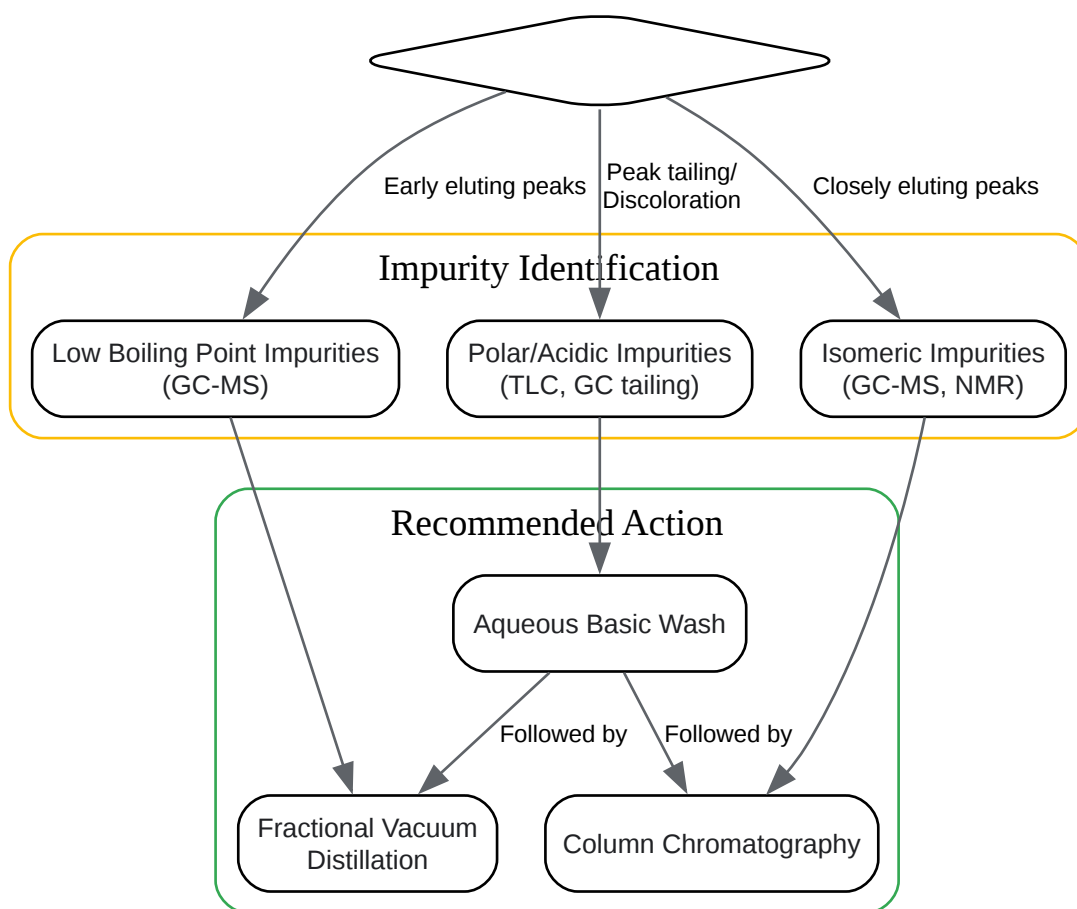 Early eluting peaks
Peak tailing/
Discoloration
Closely eluting peaks
Impurity Identification
Low Boiling Point Impurities
(GC-MS)
Polar/Acidic Impurities
(TLC, GC tailing)
Isomeric Impurities
(GC-MS, NMR)
Recommended Action
Aqueous Basic Wash
Followed by
Followed by
Fractional Vacuum
Distillation
Column Chromatography